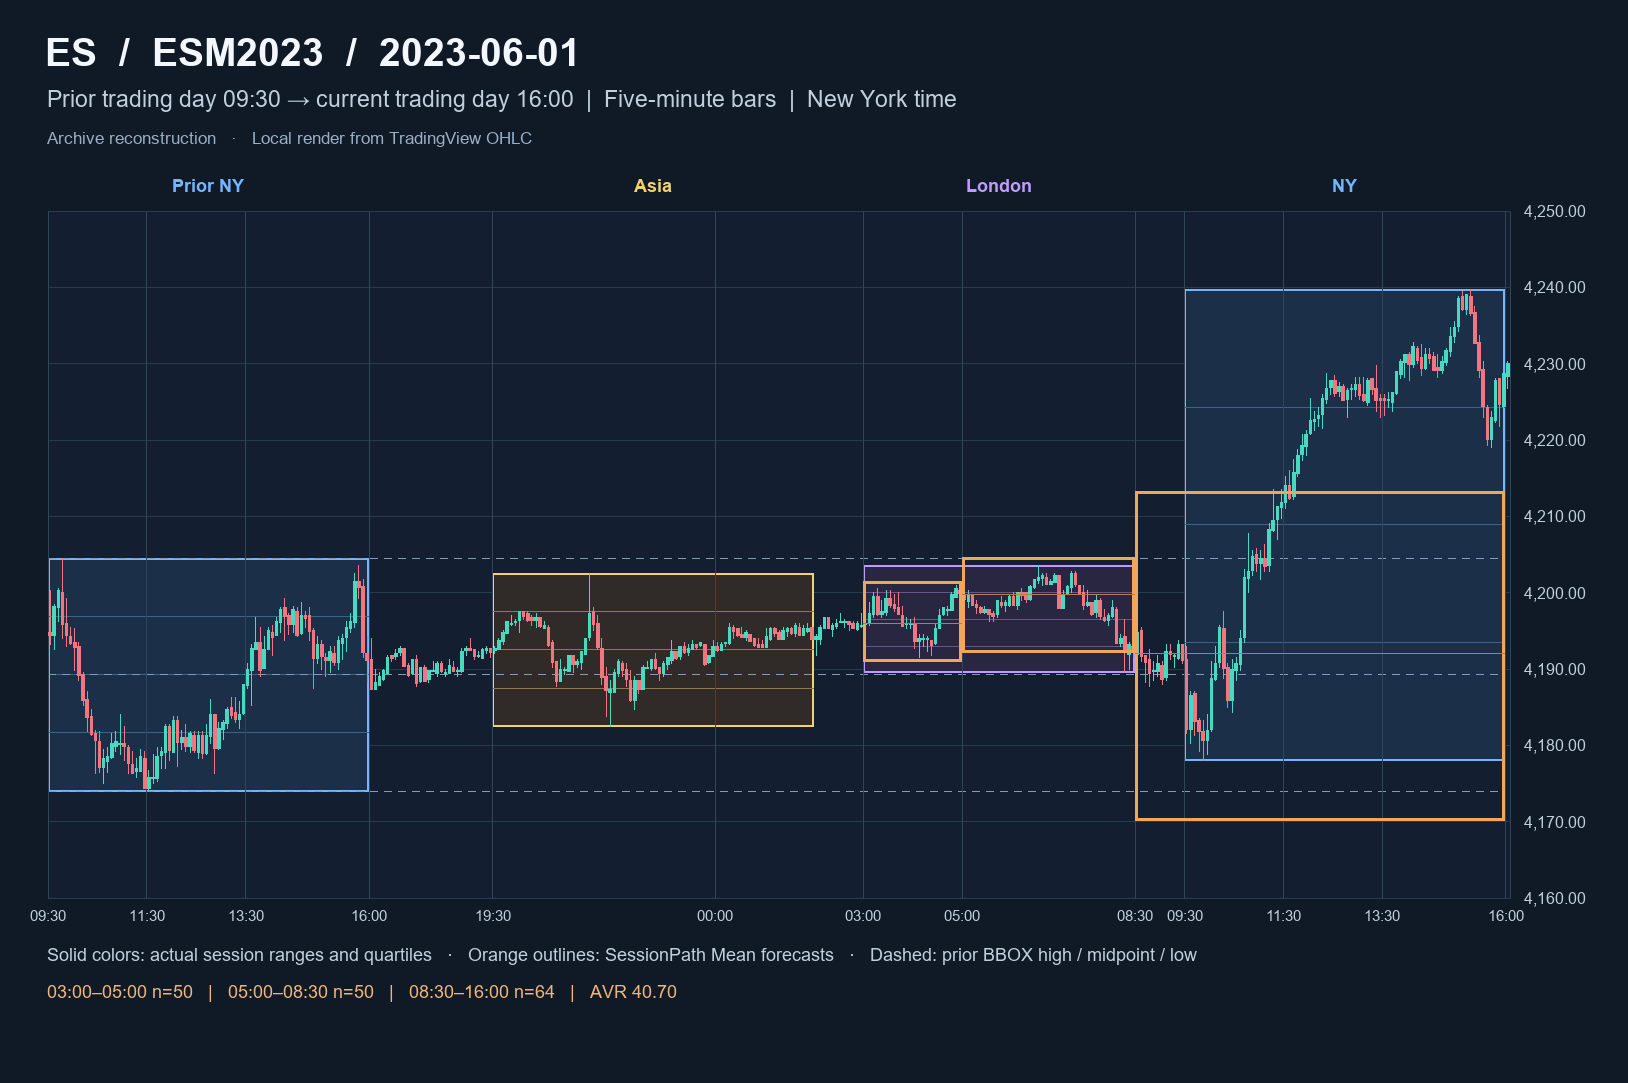 ES / ESM2023 / 2023-06-01
Prior trading day 09:30 → current trading day 16:00 | Five-minute bars | New York time
Archive reconstruction · Local render from TradingView OHLC
Prior NY Asia London NY
4,250.00
4,240.00
4,230.00
4,220.00
4,210.00
4,200.00
4,190.00
4,180.00
4,170.00
4,160.00
09:30 11:30 13:30 16:00 19:30 00:00 03:00 05:00 08:30 09:30 11:30 13:30 16:00
Solid colors: actual session ranges and quartiles · Orange outlines: SessionPath Mean forecasts · Dashed: prior BBOX high / midpoint / low
03:00–05:00 n=50 | 05:00–08:30 n=50 | 08:30–16:00 n=64 | AVR 40.70